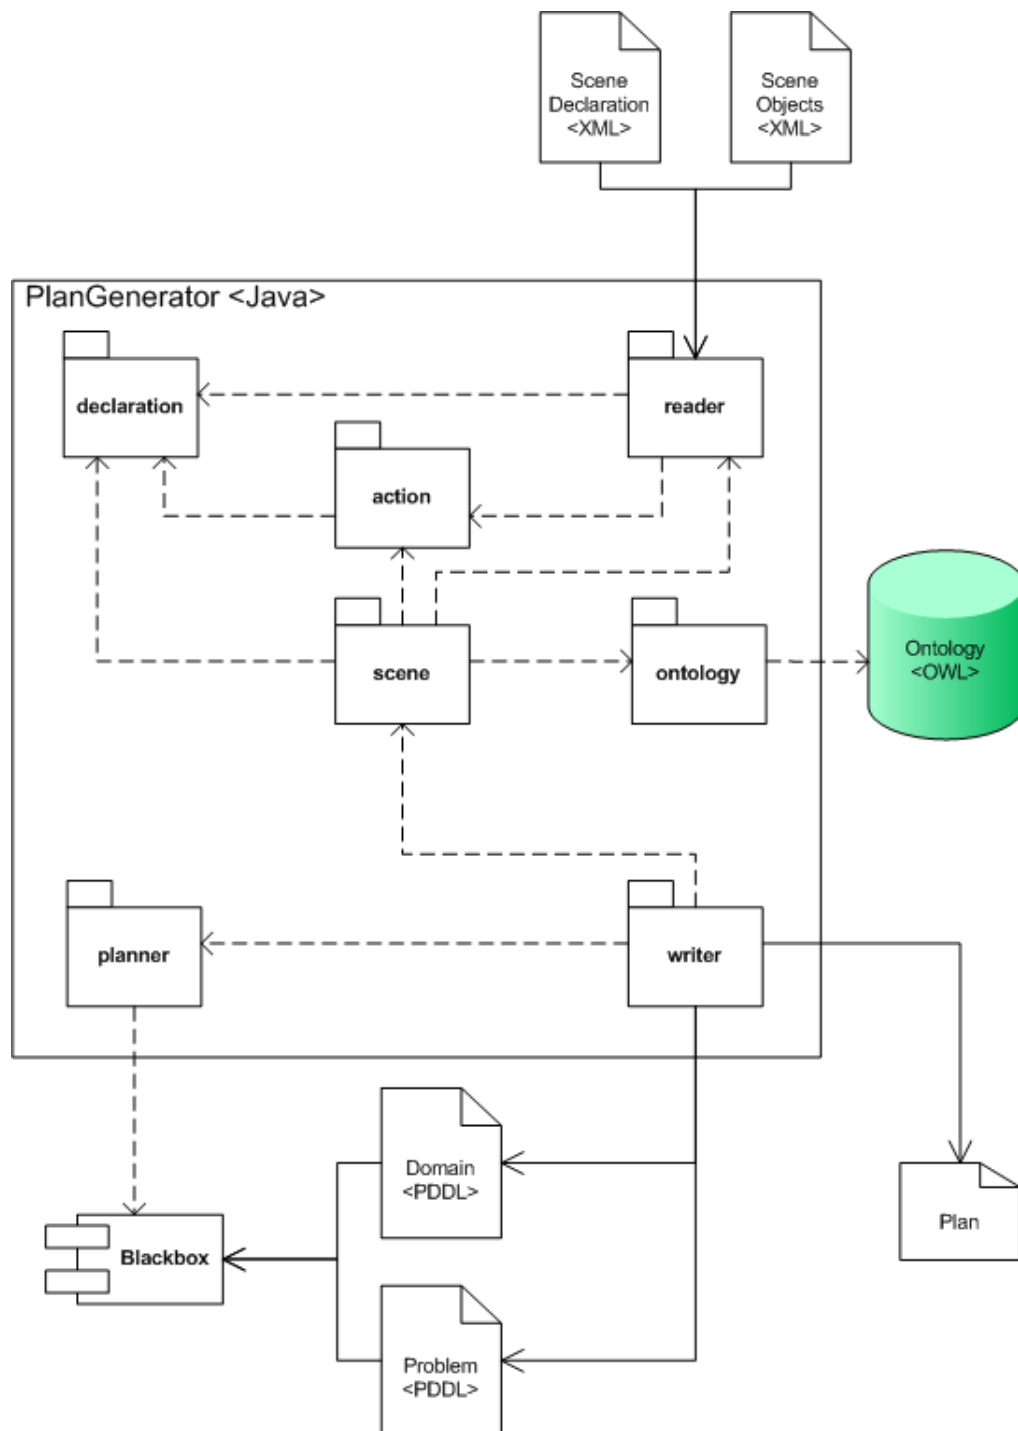 Scene
Declaration
<XML>
Scene
Objects
<XML>
PlanGenerator <Java>
declaration
reader
action
scene
ontology
Ontology
<OWL>
planner
writer
Domain
<PDDL>
Plan
Blackbox
Problem
<PDDL>